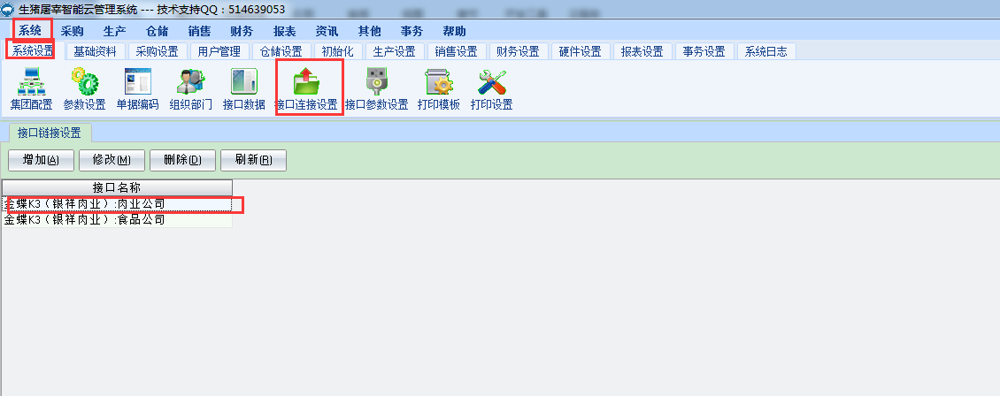 生猪屠宰智能云管理系统 --- 技术支持QQ：514639053
系统 采购 生产 仓储 销售 财务 报表 资讯 其他 事务 帮助
系统设置 基础资料 采购设置 用户管理 仓储设置 初始化 生产设置 销售设置 财务设置 硬件设置 报表设置 事务设置 系统日志
集团配置 参数设置 单据编码 组织部门 接口数据 接口连接设置 接口参数设置 打印模板 打印设置
接口链接设置
增加(A) 修改(M) 删除(D) 刷新(R)
接口名称
金蝶K3（银祥肉业）:肉业公司
金蝶K3（银祥肉业）:食品公司